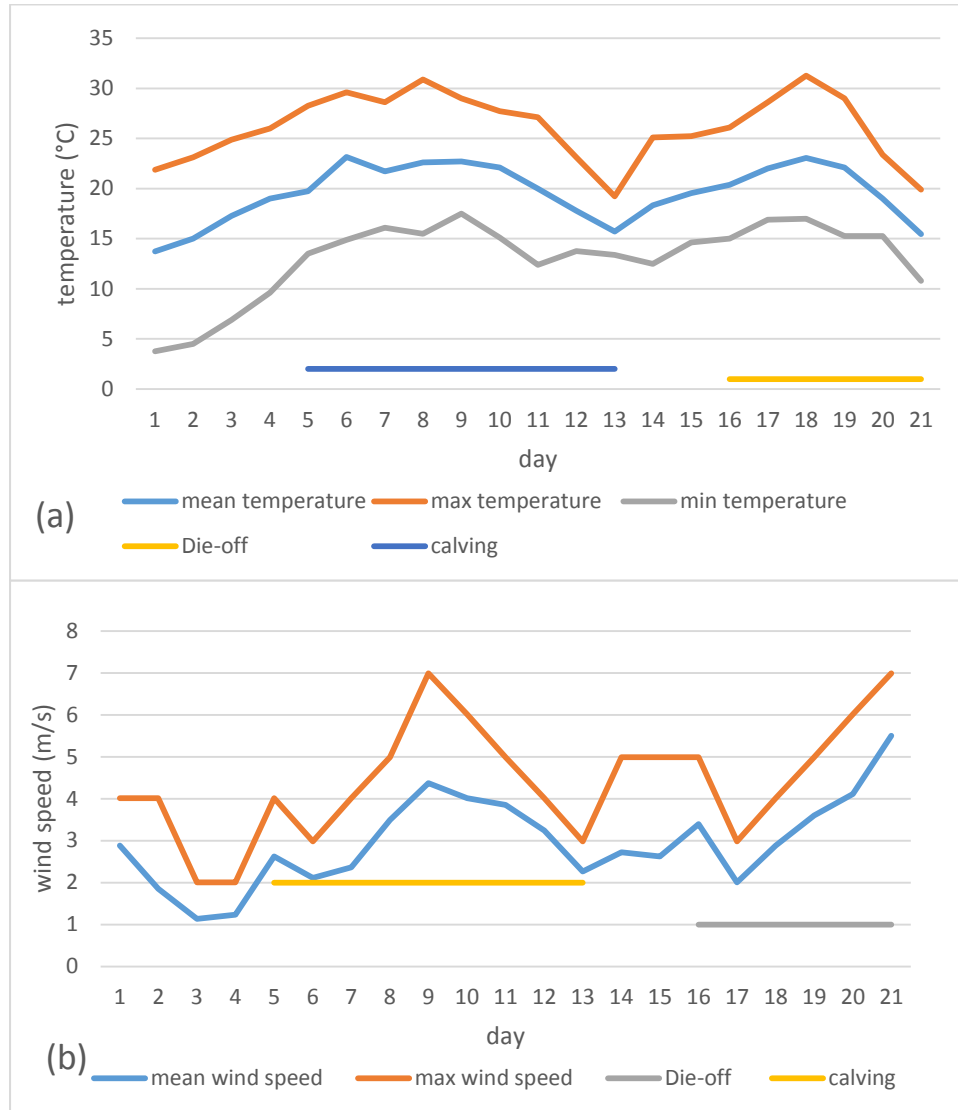 35
30
25
20
15
10
5
0
temperature (°C)
1 2 3 4 5 6 7 8 9 10 11 12 13 14 15 16 17 18 19 20 21
day
mean temperature max temperature min temperature
(a)
Die-off calving
8
7
6
5
4
3
2
1
0
wind speed (m/s)
1 2 3 4 5 6 7 8 9 10 11 12 13 14 15 16 17 18 19 20 21
day
(b)
mean wind speed max wind speed Die-off calving